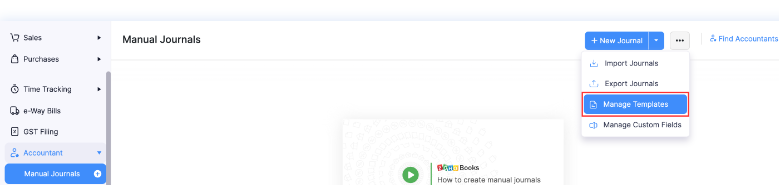 Sales
Manual Journals
+ New Journal
Find Accountants
Purchases
Import Journals
Export Journals
Time Tracking
Manage Templates
e-Way Bills
Manage Custom Fields
GST Filing
Accountant
Manual Journals
ZOHO Books
How to create manual journals